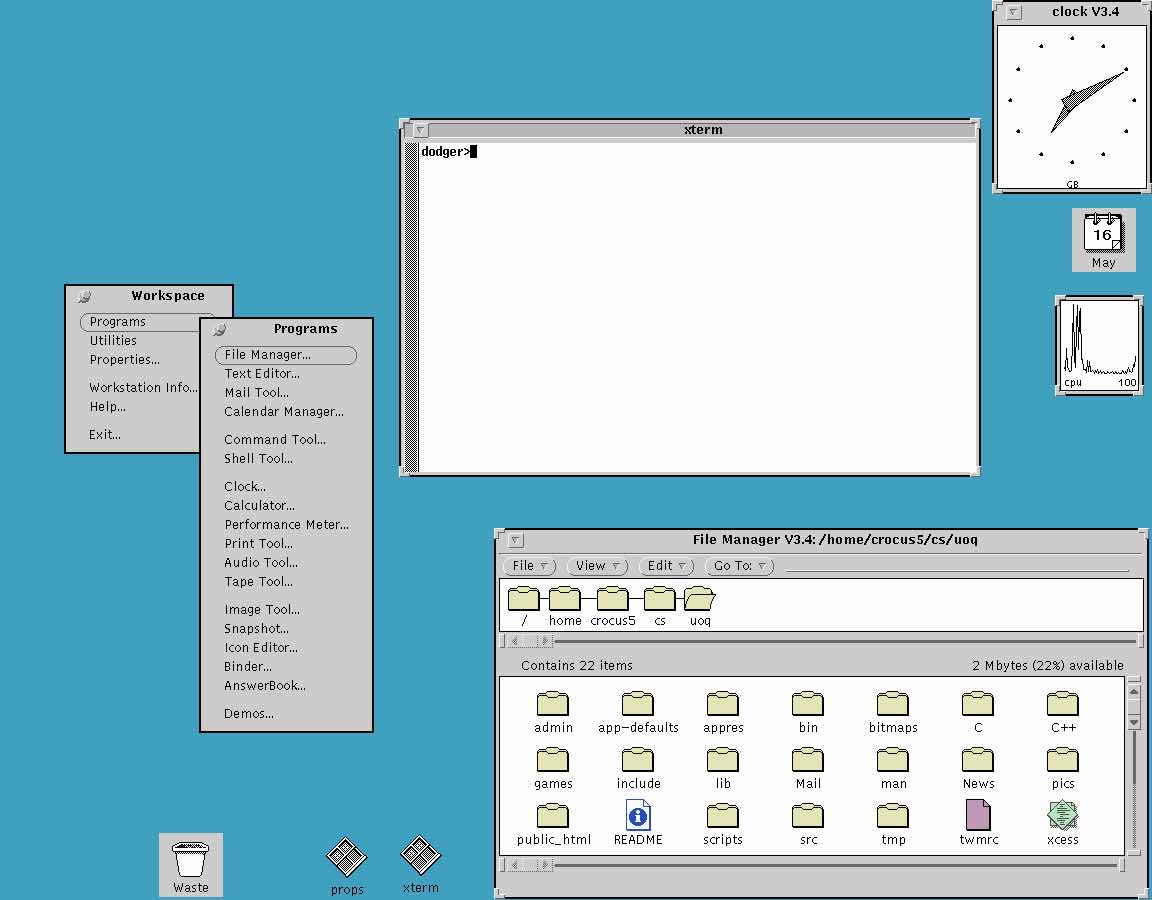 clock V3.4
GB
xterm
dodger>
16
May
cpu 100
Workspace
Programs
Utilities
Properties...
Workstation Info...
Help...
Exit...
Programs
File Manager...
Text Editor...
Mail Tool...
Calendar Manager...
Command Tool...
Shell Tool...
Clock...
Calculator...
Performance Meter...
Print Tool...
Audio Tool...
Tape Tool...
Image Tool...
Snapshot...
Icon Editor...
Binder...
AnswerBook...
Demos...
File Manager V3.4: /home/crocus5/cs/uoq
File View Edit Go To:
/ home crocus5 cs uoq
Contains 22 items 2 Mbytes (22%) available
admin app-defaults appres bin bitmaps C C++
games include lib Mail man News pics
public_html README scripts src tmp twmrc xcess
Waste props xterm